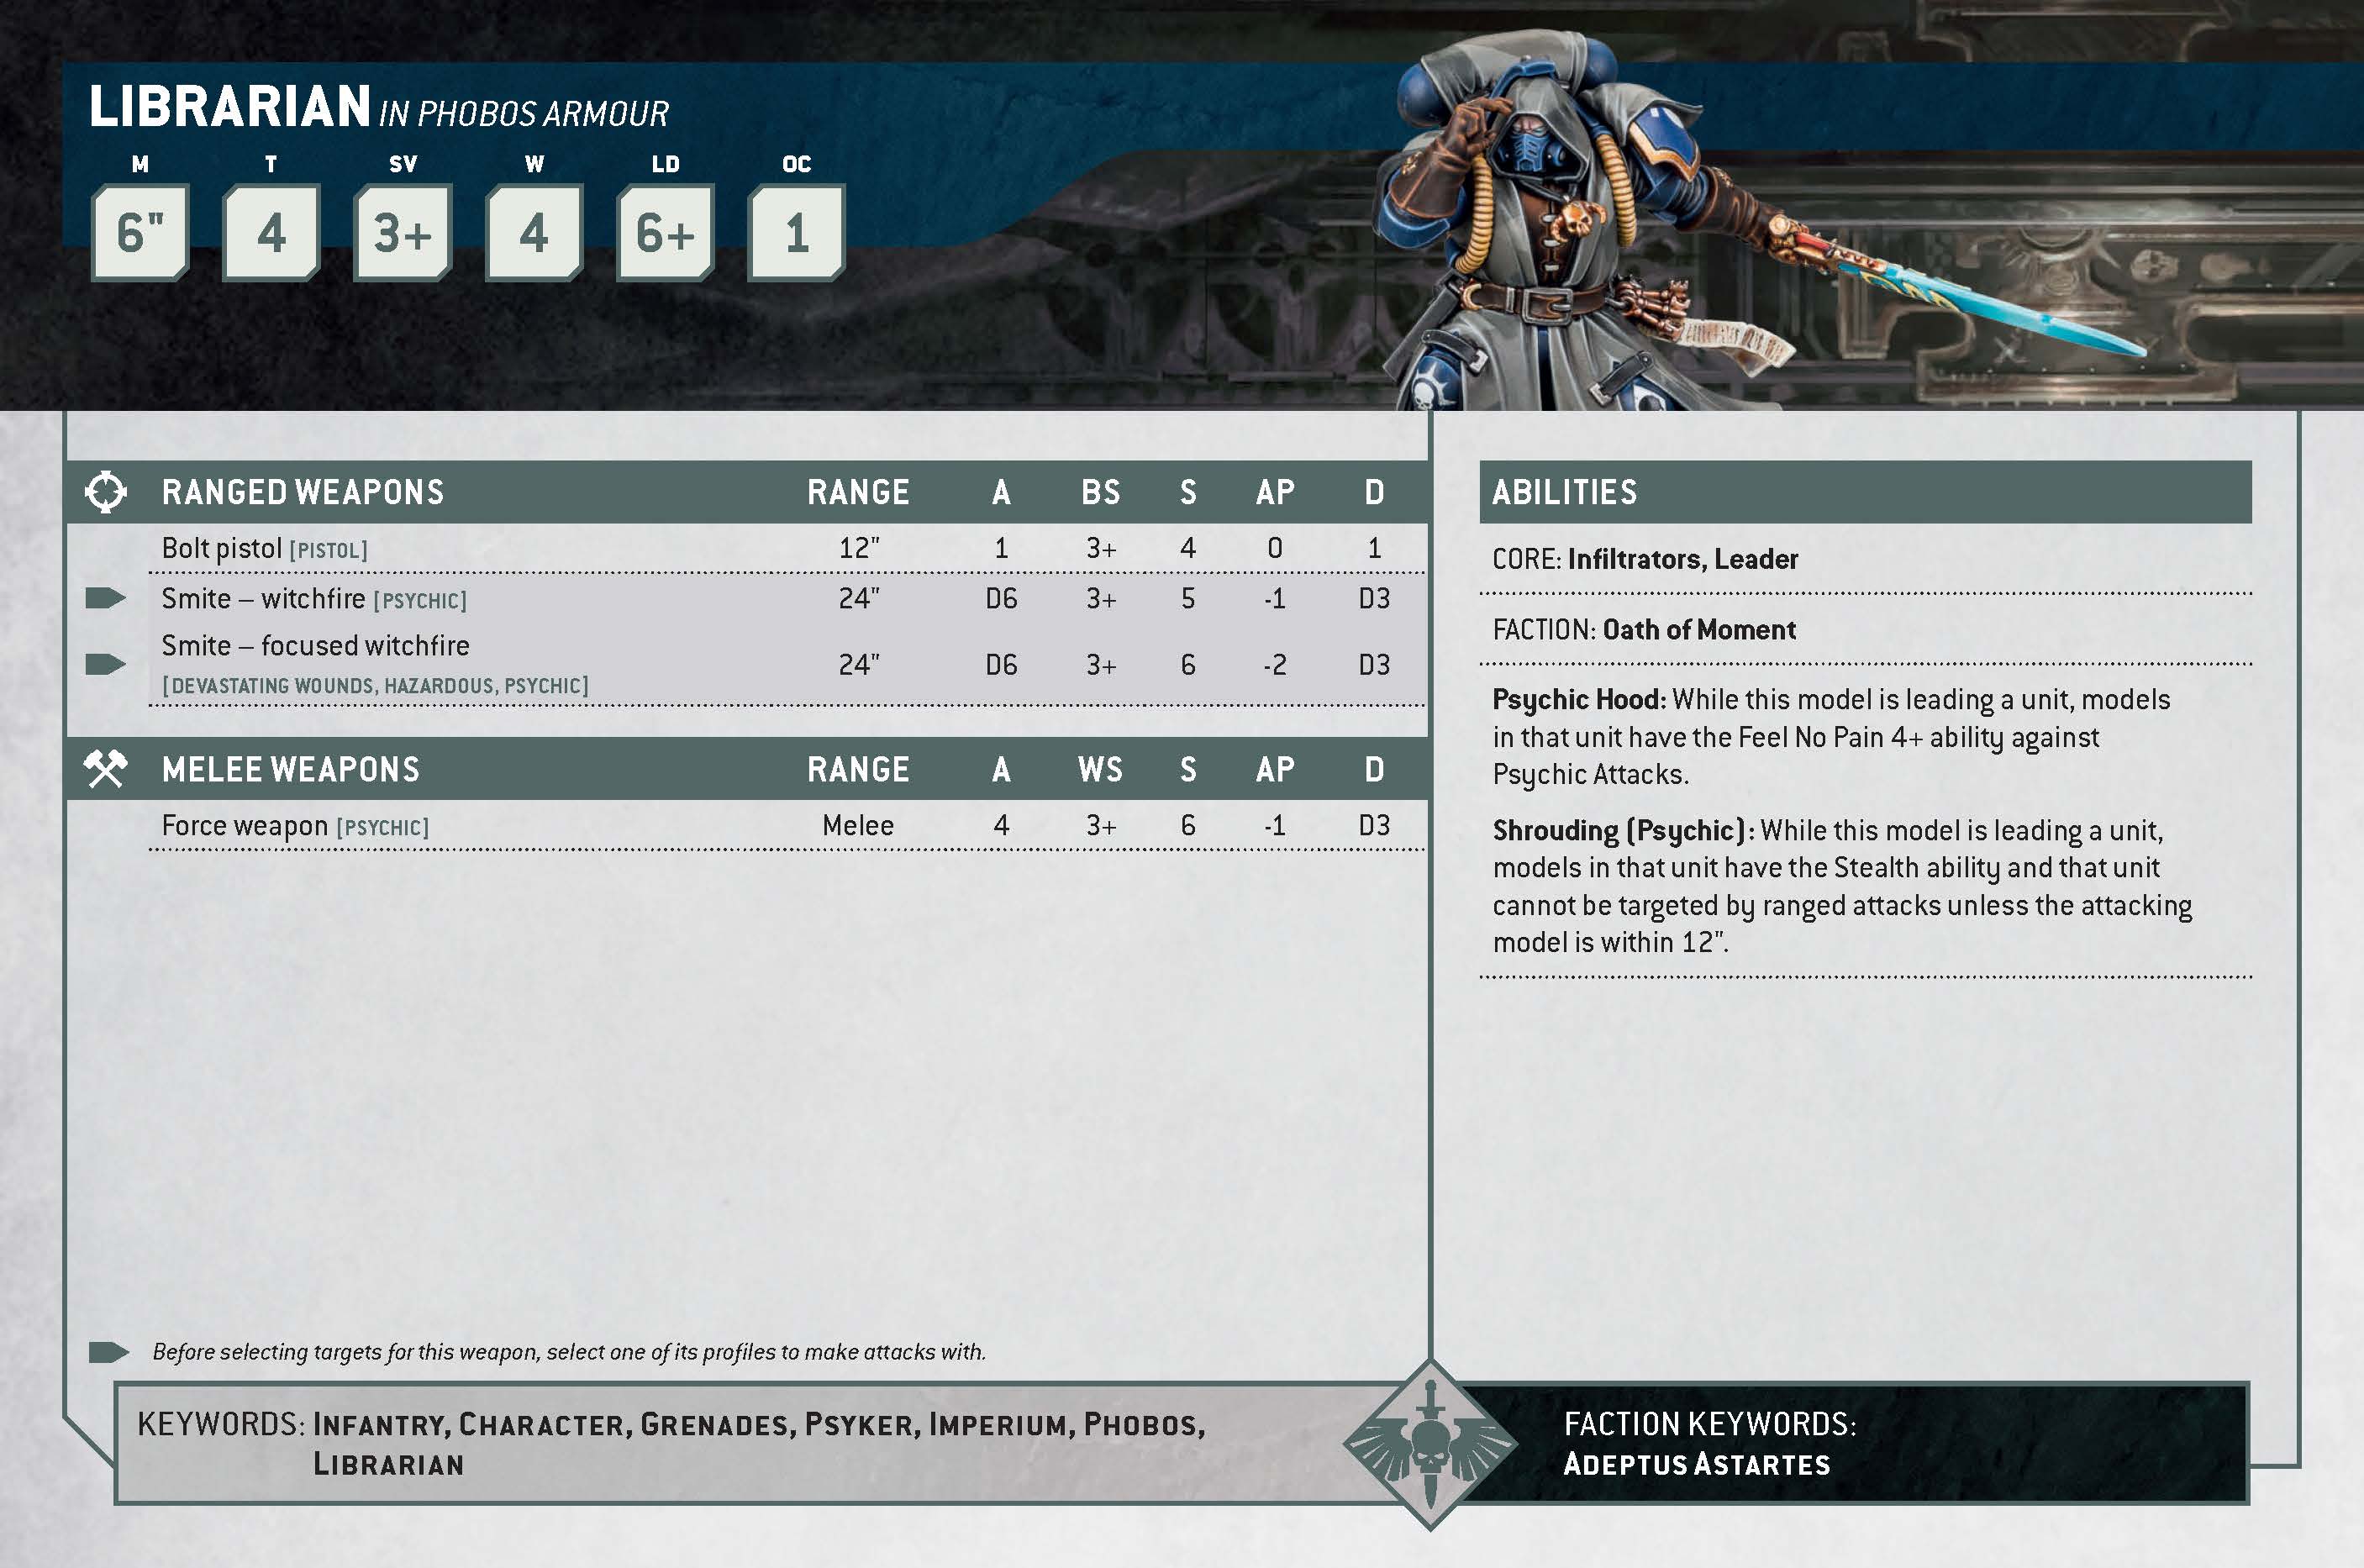 LIBRARIAN IN PHOBOS ARMOUR
M T SV W LD OC
6" 4 3+ 4 6+ 1
RANGED WEAPONS RANGE A BS S AP D
Bolt pistol [PISTOL] 12" 1 3+ 4 0 1
Smite – witchfire [PSYCHIC] 24" D6 3+ 5 -1 D3
Smite – focused witchfire
[DEVASTATING WOUNDS, HAZARDOUS, PSYCHIC] 24" D6 3+ 6 -2 D3
MELEE WEAPONS RANGE A WS S AP D
Force weapon [PSYCHIC] Melee 4 3+ 6 -1 D3
Before selecting targets for this weapon, select one of its profiles to make attacks with.
ABILITIES
CORE: Infiltrators, Leader
FACTION: Oath of Moment
Psychic Hood: While this model is leading a unit, models
in that unit have the Feel No Pain 4+ ability against
Psychic Attacks.
Shrouding (Psychic): While this model is leading a unit,
models in that unit have the Stealth ability and that unit
cannot be targeted by ranged attacks unless the attacking
model is within 12".
KEYWORDS: INFANTRY, CHARACTER, GRENADES, PSYKER, IMPERIUM, PHOBOS,
LIBRARIAN
FACTION KEYWORDS:
ADEPTUS ASTARTES